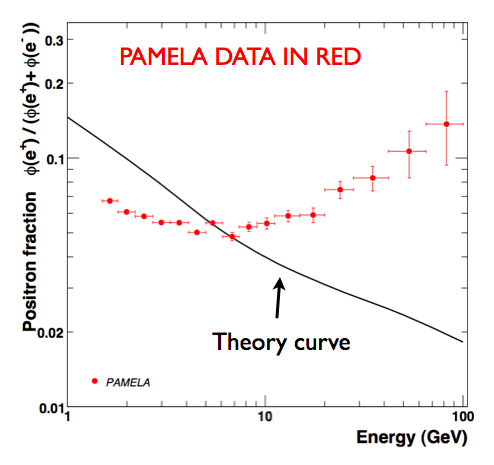 PAMELA DATA IN RED
0.3
0.2
0.1
0.02
0.01
Positron fraction φ(e⁺) / (φ(e⁺)+ φ(e⁻))
Theory curve
PAMELA
1
10
100
Energy (GeV)